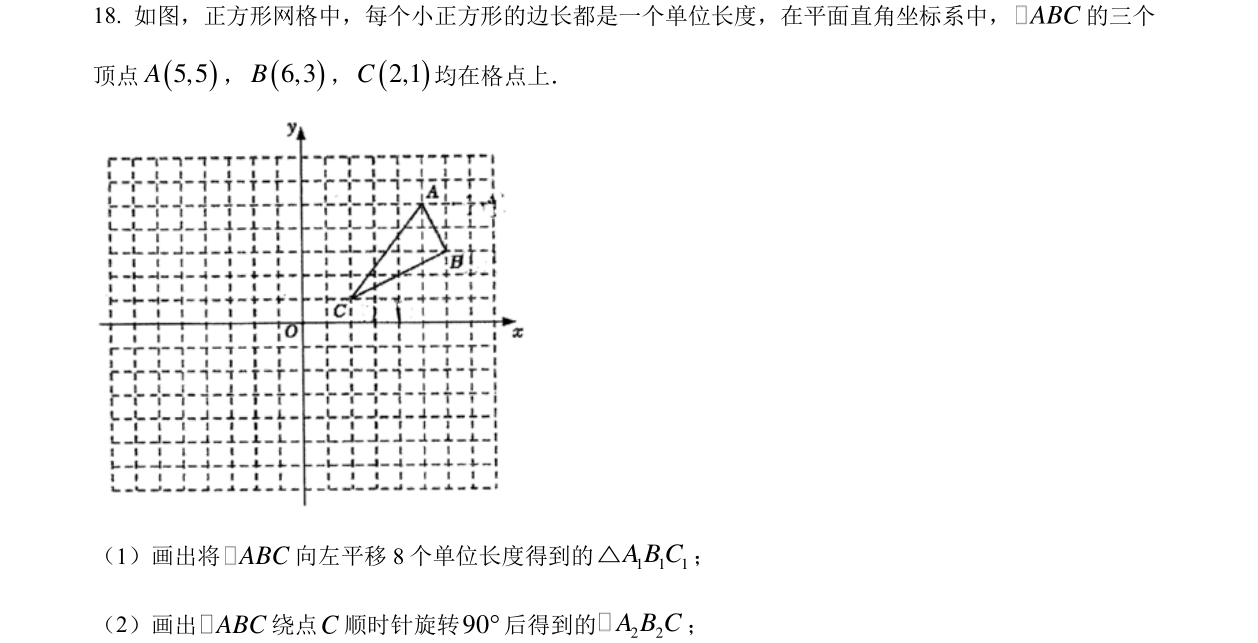 18. 如图，正方形网格中，每个小正方形的边长都是一个单位长度，在平面直角坐标系中，□ABC 的三个
顶点 A(5,5)，B(6,3)，C(2,1)均在格点上．
y
A
B
C
O
x
（1）画出将□ABC 向左平移 8 个单位长度得到的 △A₁B₁C₁；
（2）画出□ABC 绕点 C 顺时针旋转 90° 后得到的□A₂B₂C；